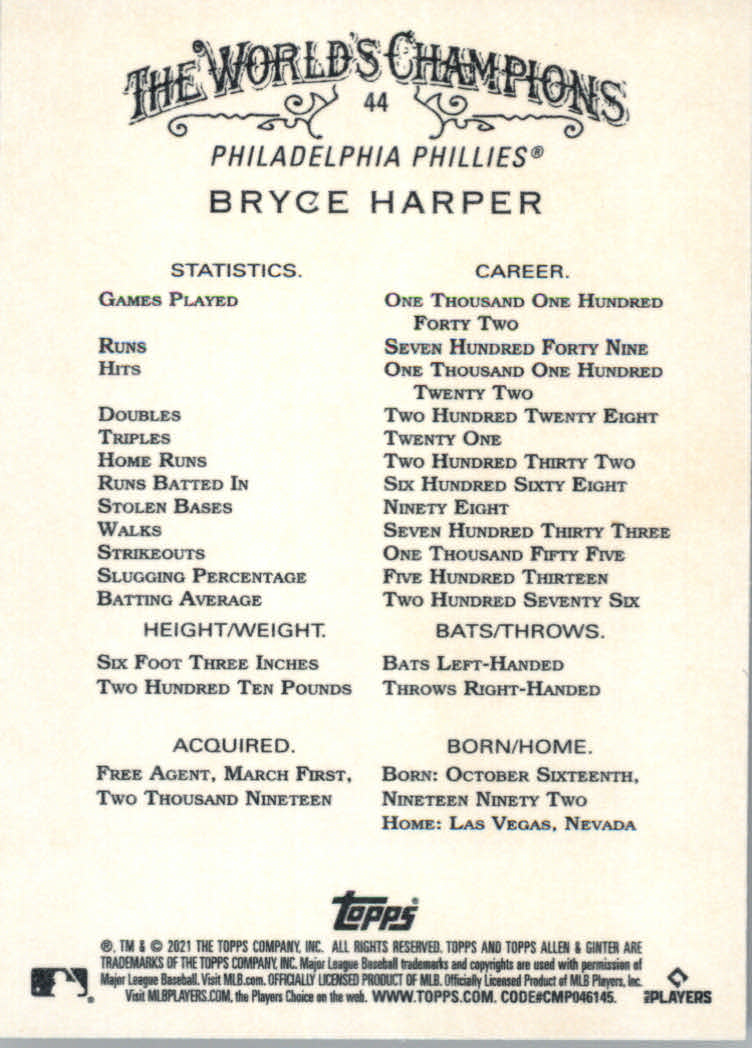 THE WORLD'S CHAMPIONS
44
PHILADELPHIA PHILLIES®
BRYCE HARPER
STATISTICS. CAREER.
GAMES PLAYED ONE THOUSAND ONE HUNDRED
FORTY TWO
RUNS SEVEN HUNDRED FORTY NINE
HITS ONE THOUSAND ONE HUNDRED
TWENTY TWO
DOUBLES TWO HUNDRED TWENTY EIGHT
TRIPLES TWENTY ONE
HOME RUNS TWO HUNDRED THIRTY TWO
RUNS BATTED IN SIX HUNDRED SIXTY EIGHT
STOLEN BASES NINETY EIGHT
WALKS SEVEN HUNDRED THIRTY THREE
STRIKEOUTS ONE THOUSAND FIFTY FIVE
SLUGGING PERCENTAGE FIVE HUNDRED THIRTEEN
BATTING AVERAGE TWO HUNDRED SEVENTY SIX
HEIGHT/WEIGHT. BATS/THROWS.
SIX FOOT THREE INCHES BATS LEFT-HANDED
TWO HUNDRED TEN POUNDS THROWS RIGHT-HANDED
ACQUIRED. BORN/HOME.
FREE AGENT, MARCH FIRST, BORN: OCTOBER SIXTEENTH,
TWO THOUSAND NINETEEN NINETEEN NINETY TWO
HOME: LAS VEGAS, NEVADA
topps®
®, TM & © 2021 THE TOPPS COMPANY, INC. ALL RIGHTS RESERVED. TOPPS AND TOPPS ALLEN & GINTER ARE
TRADEMARKS OF THE TOPPS COMPANY, INC. Major League Baseball trademarks and copyrights are used with permission of
Major League Baseball. Visit MLB.com. OFFICIALLY LICENSED PRODUCT OF MLB. Officially Licensed Product of MLB Players, Inc.
Visit MLBPLAYERS.COM, the Players Choice on the web. WWW.TOPPS.COM. CODE#CMP046145.
MLB PLAYERS